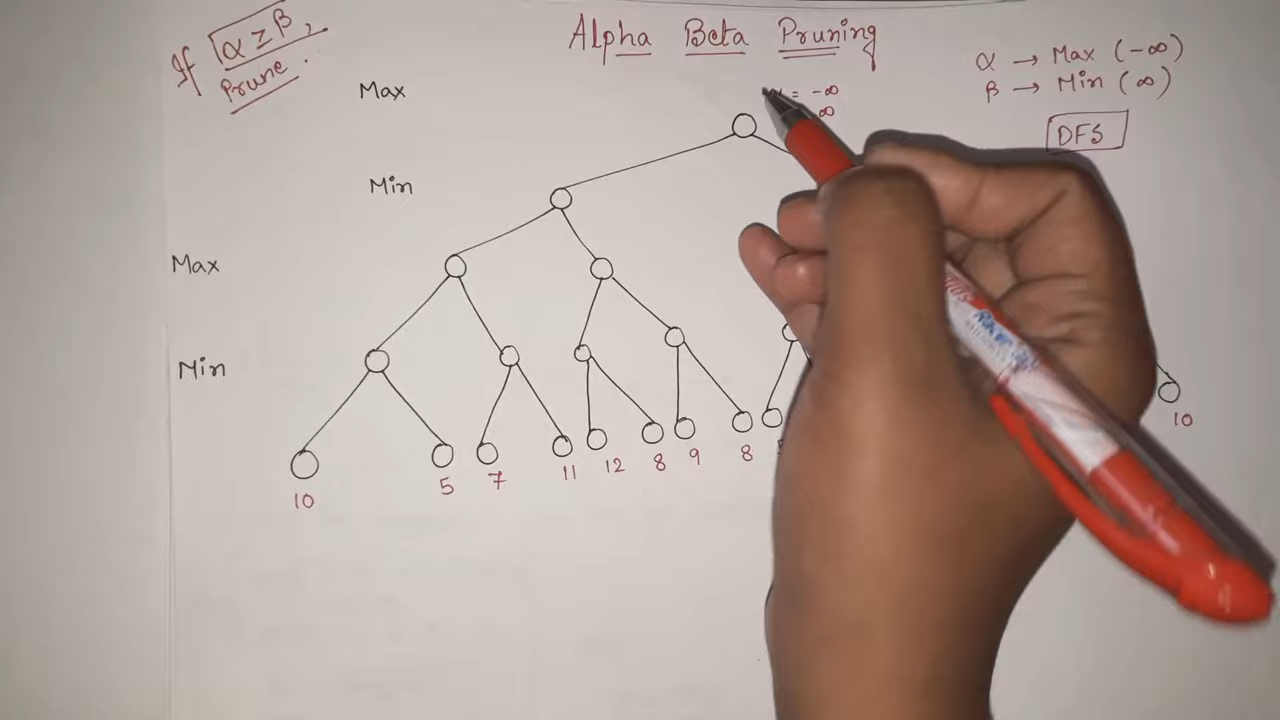 If α ≥ β,
Prune.
Alpha Beta Pruning
α → Max (-∞)
β → Min (∞)
DFS
Max
= -∞
∞
Min
Max
Min
10 5 7 11 12 8 9 8 10